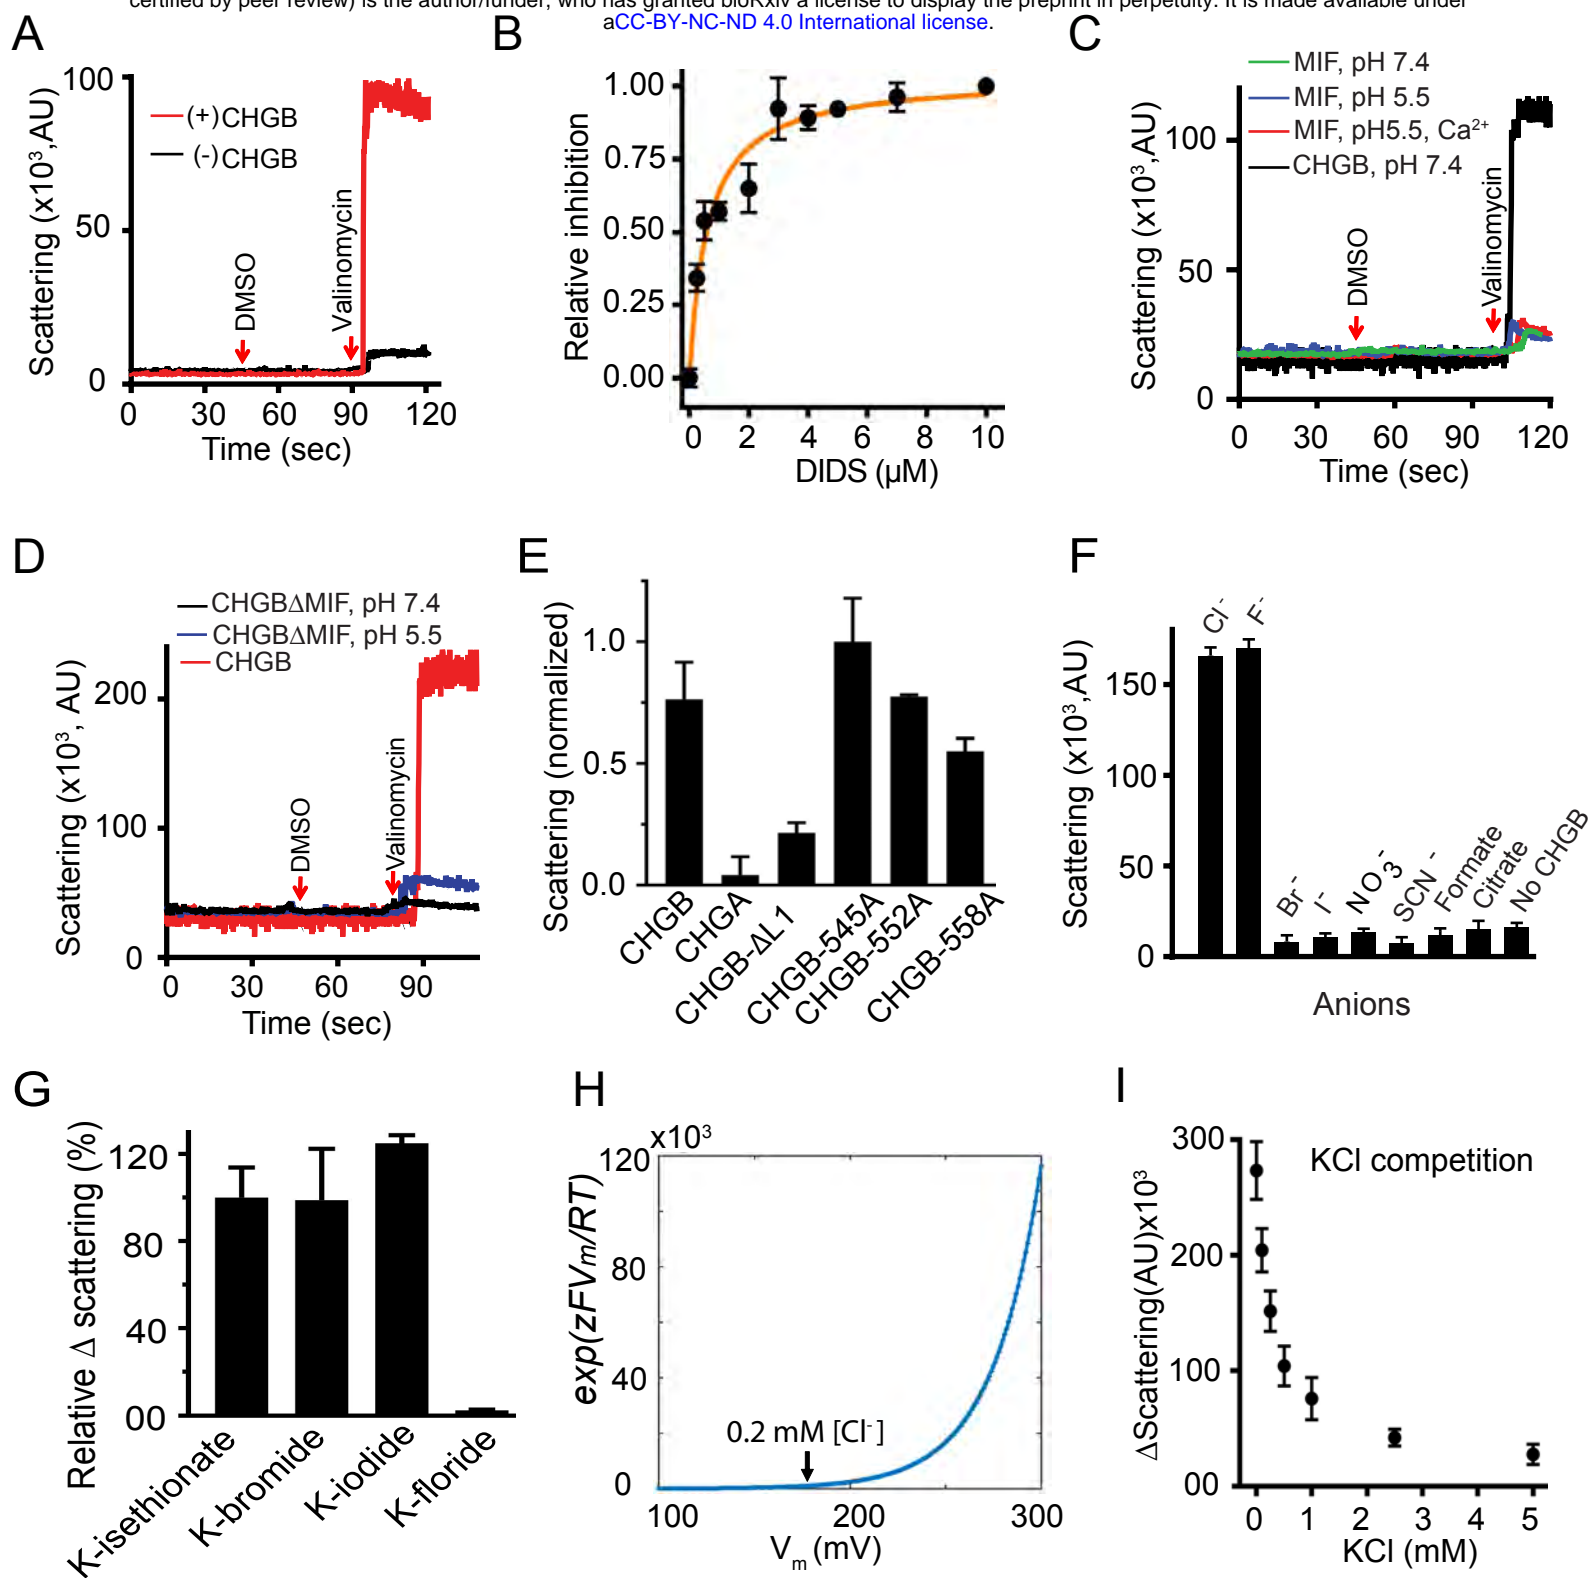 certified by peer review) is the author/funder, who has granted bioRxiv a license to display the preprint in perpetuity. It is made available under
aCC-BY-NC-ND 4.0 International license.
A
Scattering (x10³,AU)
100
50
0
(+)CHGB
(-)CHGB
DMSO
Valinomycin
0 30 60 90 120
Time (sec)
B
Relative inhibition
1.00
0.75
0.50
0.25
0.00
0 2 4 6 8 10
DIDS (µM)
C
MIF, pH 7.4
MIF, pH 5.5
MIF, pH5.5, Ca²⁺
CHGB, pH 7.4
Scattering (x10³,AU)
100
50
0
DMSO
Valinomycin
0 30 60 90 120
Time (sec)
D
CHGBΔMIF, pH 7.4
CHGBΔMIF, pH 5.5
CHGB
Scattering (x10³, AU)
200
100
0
DMSO
Valinomycin
0 30 60 90
Time (sec)
E
Scattering (normalized)
1.0
0.5
0.0
CHGB
CHGA
CHGB-ΔL1
CHGB-545A
CHGB-552A
CHGB-558A
F
Scattering (x10³,AU)
150
100
50
0
Cl⁻
F⁻
Br⁻
I⁻
NO₃⁻
SCN⁻
Formate
Citrate
No CHGB
Anions
G
Relative Δ scattering (%)
120
80
40
00
K-isethionate
K-bromide
K-iodide
K-floride
H
x10³
exp(zFVm/RT)
120
80
40
0
0.2 mM [Cl⁻]
100 200 300
Vₘ (mV)
I
ΔScattering(AU)x10³
300
200
100
00
KCl competition
0 1 2 3 4 5
KCl (mM)